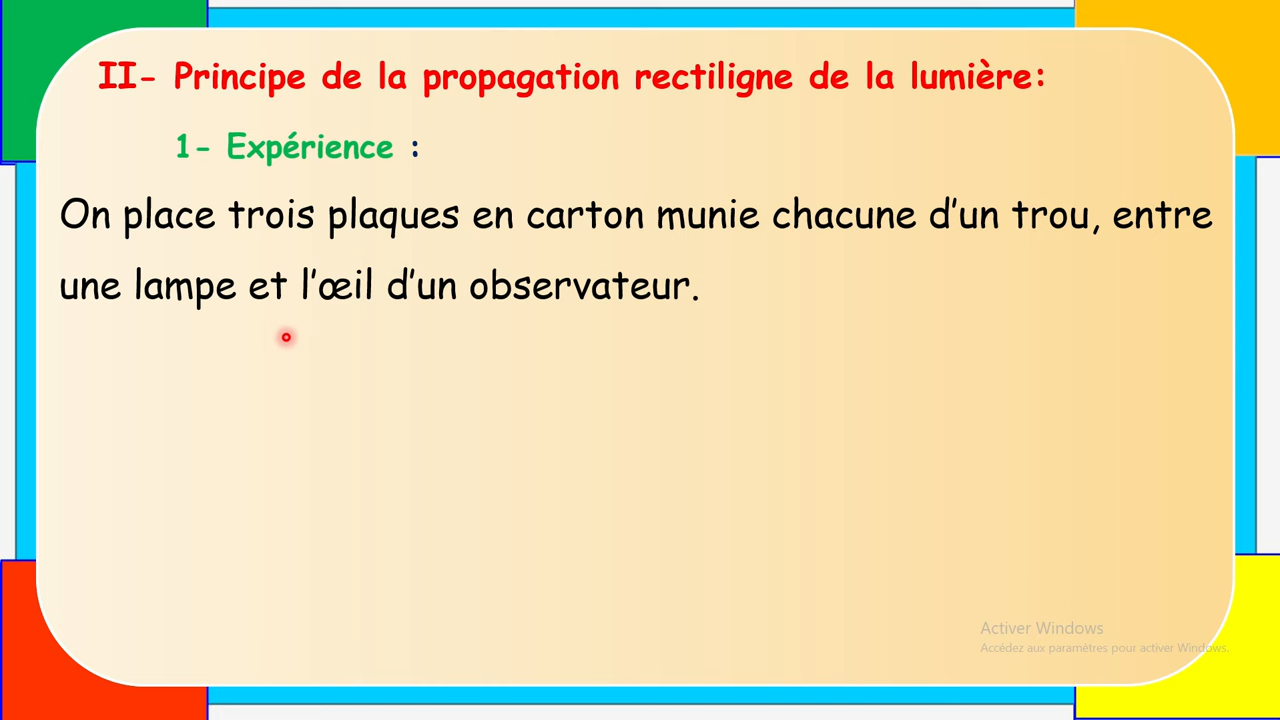 II- Principe de la propagation rectiligne de la lumière:
1- Expérience :
On place trois plaques en carton munie chacune d’un trou, entre
une lampe et l’œil d’un observateur.
Activer Windows
Accédez aux paramètres pour activer Windows.